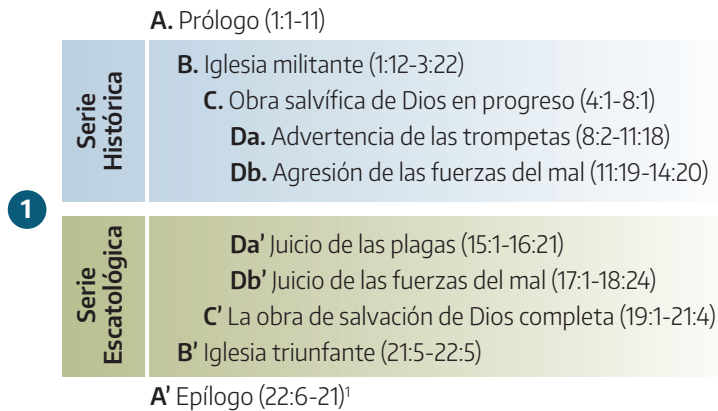 A. Prólogo (1:1-11)
Serie
Histórica
B. Iglesia militante (1:12-3:22)
C. Obra salvífica de Dios en progreso (4:1-8:1)
Da. Advertencia de las trompetas (8:2-11:18)
Db. Agresión de las fuerzas del mal (11:19-14:20)
1
Serie
Escatológica
Da' Juicio de las plagas (15:1-16:21)
Db' Juicio de las fuerzas del mal (17:1-18:24)
C' La obra de salvación de Dios completa (19:1-21:4)
B' Iglesia triunfante (21:5-22:5)
A' Epílogo (22:6-21)¹